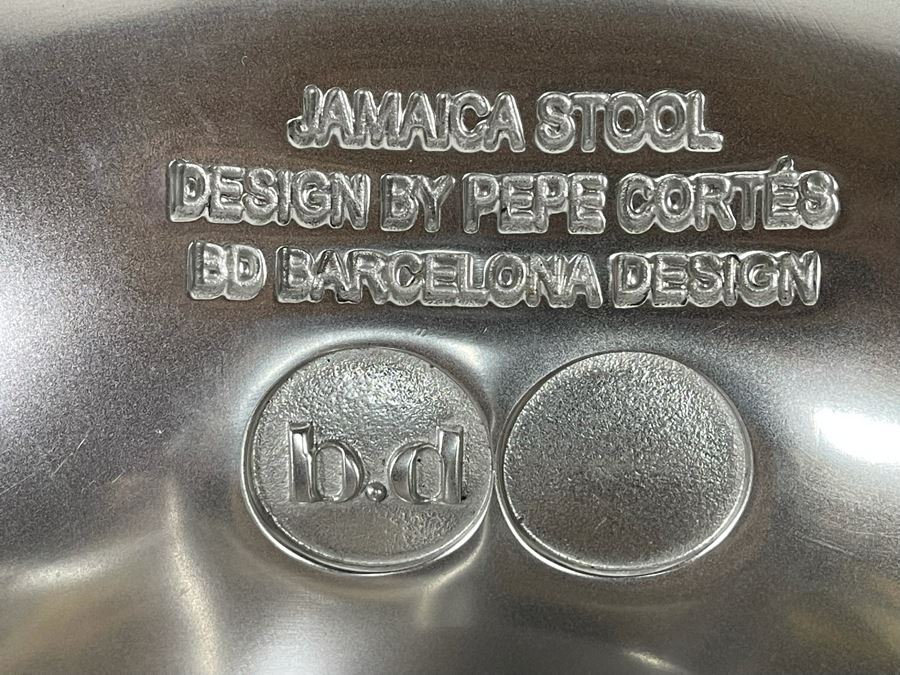 JAMAICA STOOL
DESIGN BY PEPE CORTÉS
BD BARCELONA DESIGN
b.d